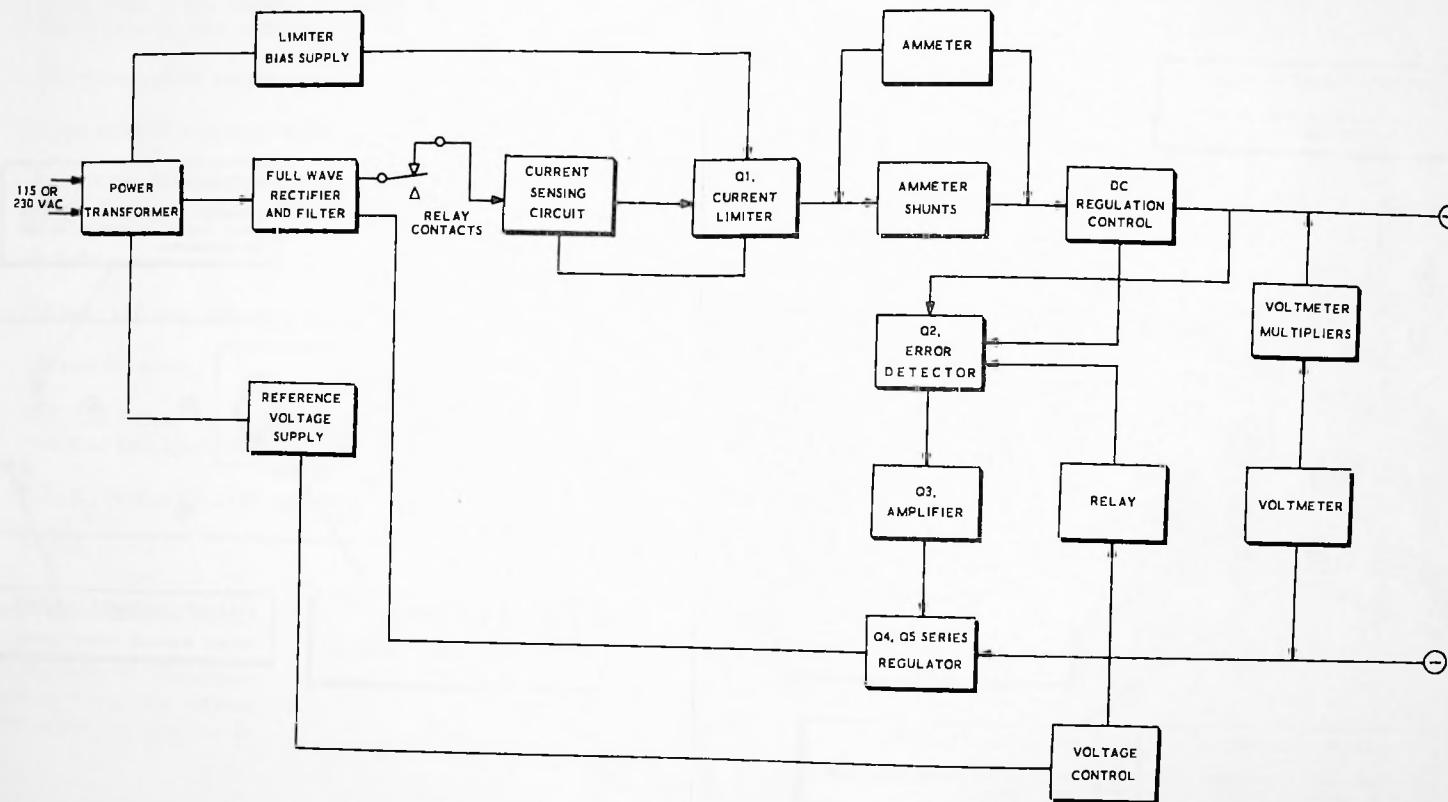 LIMITER
BIAS SUPPLY
AMMETER
115 OR
230 VAC
POWER
TRANSFORMER
FULL WAVE
RECTIFIER
AND FILTER
RELAY
CONTACTS
CURRENT
SENSING
CIRCUIT
Q1,
CURRENT
LIMITER
AMMETER
SHUNTS
DC
REGULATION
CONTROL
Q2,
ERROR
DETECTOR
VOLTMETER
MULTIPLIERS
REFERENCE
VOLTAGE
SUPPLY
Q3,
AMPLIFIER
RELAY
VOLTMETER
Q4, Q5 SERIES
REGULATOR
VOLTAGE
CONTROL